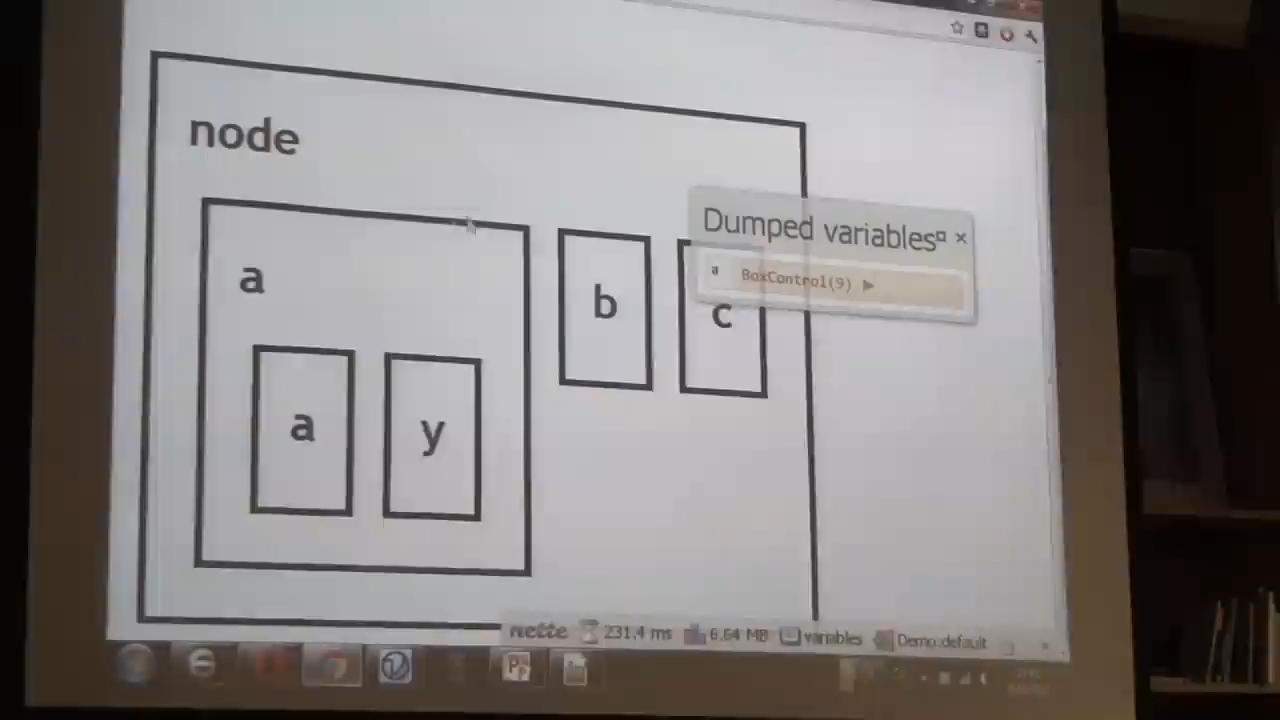 node
a
b
c
a
y
Dumped variables
a BoxControl(9) ▶
nette 231.4 ms 6.64 MB variables Demo:default